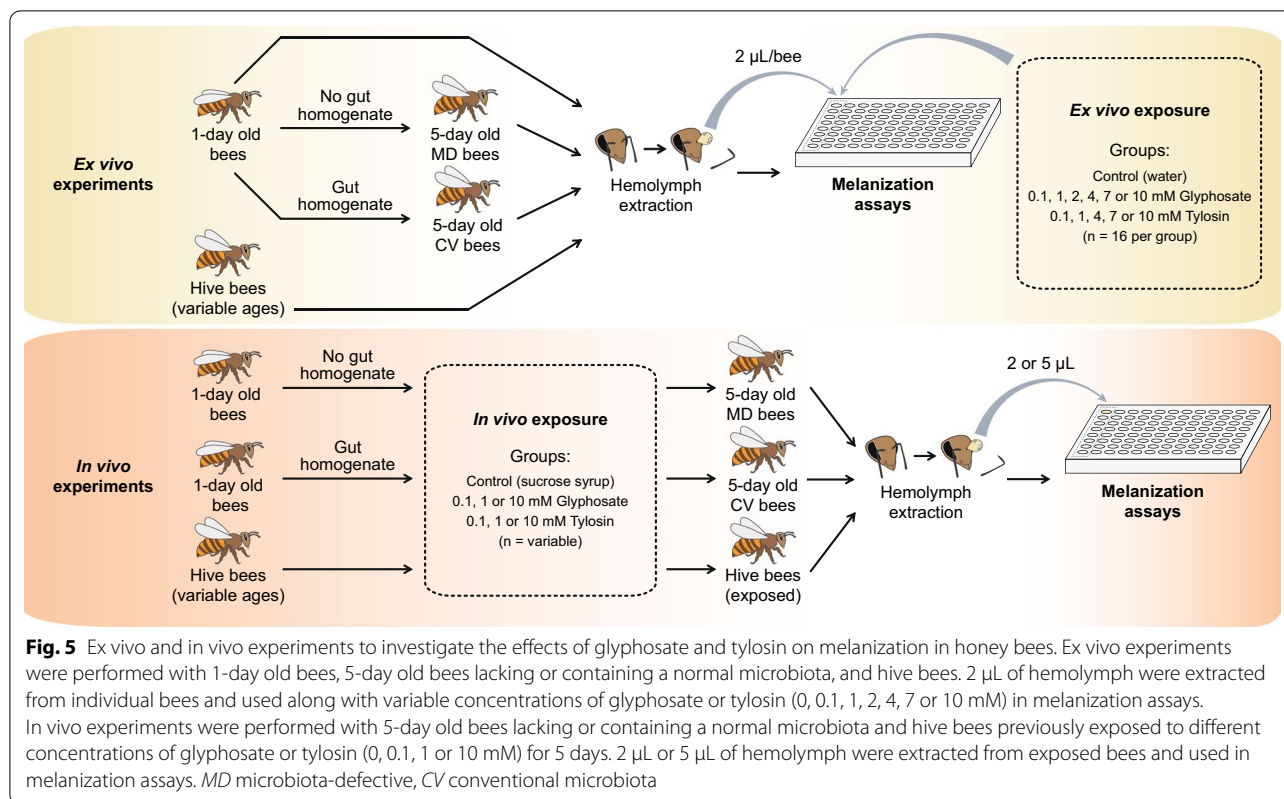 Ex vivo
experiments
1-day old
bees
No gut
homogenate
5-day old
MD bees
Gut
homogenate
5-day old
CV bees
Hive bees
(variable ages)
Hemolymph
extraction
2 µL/bee
Melanization
assays
Ex vivo exposure
Groups:
Control (water)
0.1, 1, 2, 4, 7 or 10 mM Glyphosate
0.1, 1, 4, 7 or 10 mM Tylosin
(n = 16 per group)
In vivo
experiments
1-day old
bees
No gut
homogenate
1-day old
bees
Gut
homogenate
Hive bees
(variable ages)
In vivo exposure
Groups:
Control (sucrose syrup)
0.1, 1 or 10 mM Glyphosate
0.1, 1 or 10 mM Tylosin
(n = variable)
5-day old
MD bees
5-day old
CV bees
Hive bees
(exposed)
Hemolymph
extraction
2 or 5 µL
Melanization
assays
Fig. 5 Ex vivo and in vivo experiments to investigate the effects of glyphosate and tylosin on melanization in honey bees. Ex vivo experiments
were performed with 1-day old bees, 5-day old bees lacking or containing a normal microbiota, and hive bees. 2 µL of hemolymph were extracted
from individual bees and used along with variable concentrations of glyphosate or tylosin (0, 0.1, 1, 2, 4, 7 or 10 mM) in melanization assays.
In vivo experiments were performed with 5-day old bees lacking or containing a normal microbiota and hive bees previously exposed to different
concentrations of glyphosate or tylosin (0, 0.1, 1 or 10 mM) for 5 days. 2 µL or 5 µL of hemolymph were extracted from exposed bees and used in
melanization assays. MD microbiota-defective, CV conventional microbiota